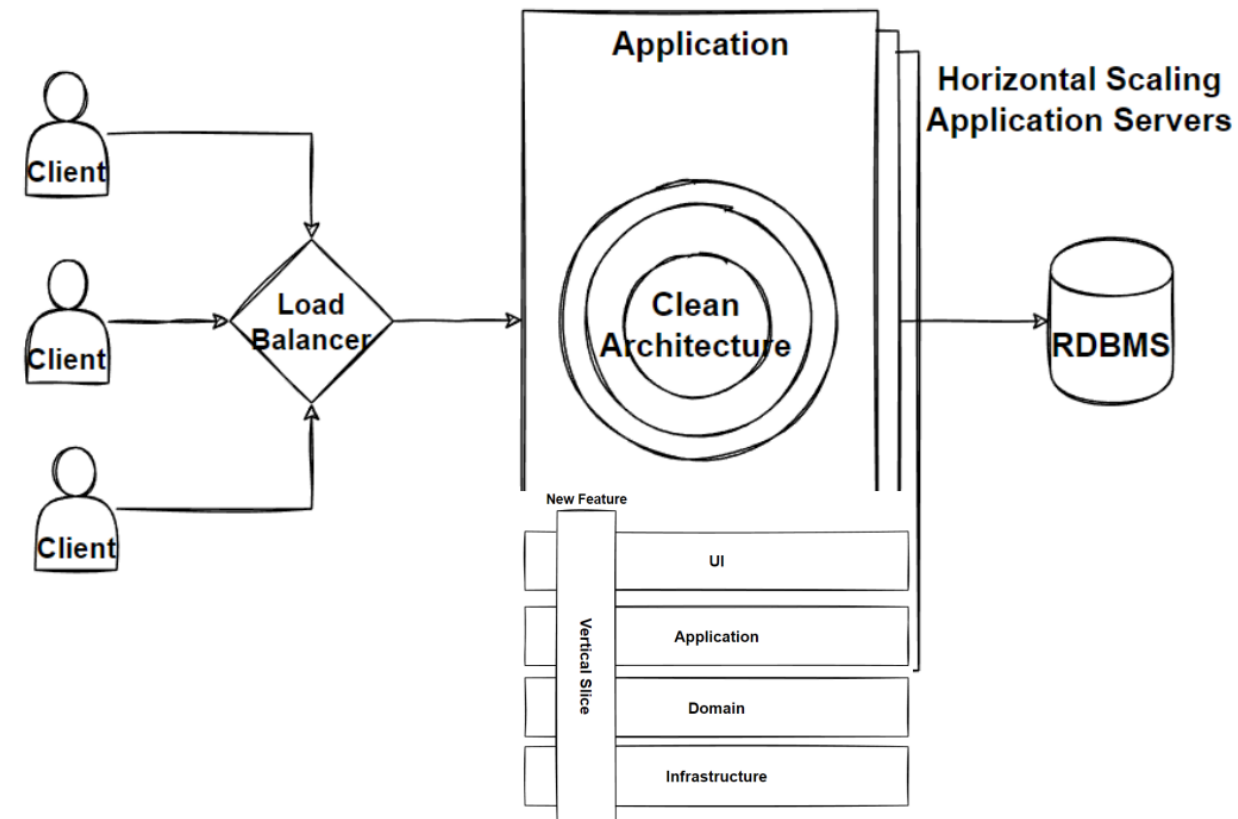 Application
Horizontal Scaling
Application Servers
Client
Client
Client
Load
Balancer
Clean
Architecture
RDBMS
New Feature
Vertical Slice
UI
Application
Domain
Infrastructure